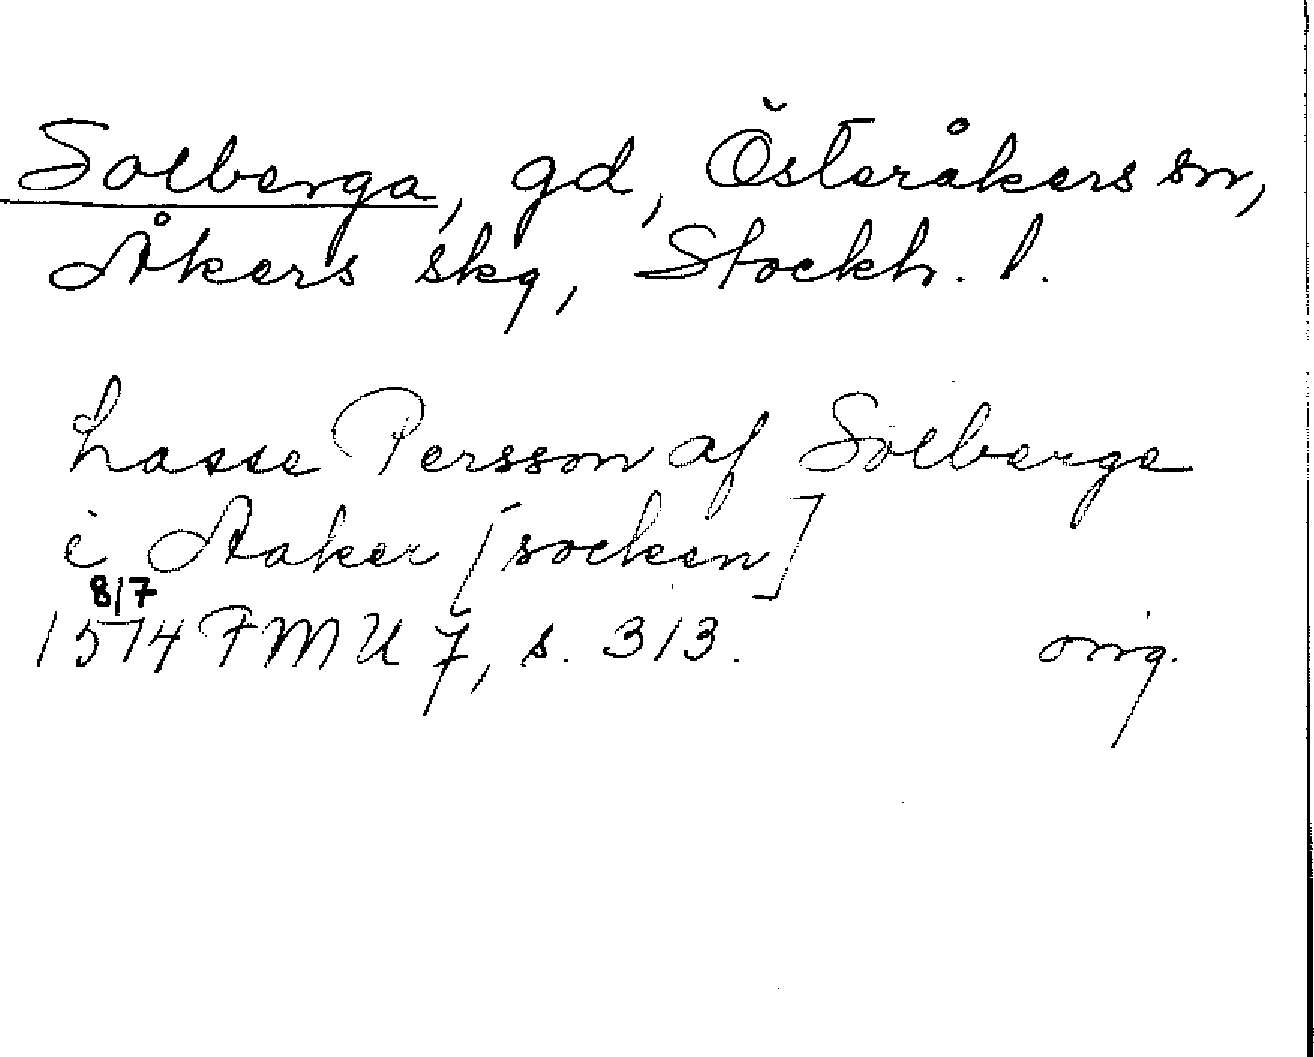 Solberga, gd, Österåkers sn,
Åkers skg, Stockh. l.
Lasse Persson af Solberge
i Aaker [socken]
8/7
1574 FMU 7, s. 313. orig.